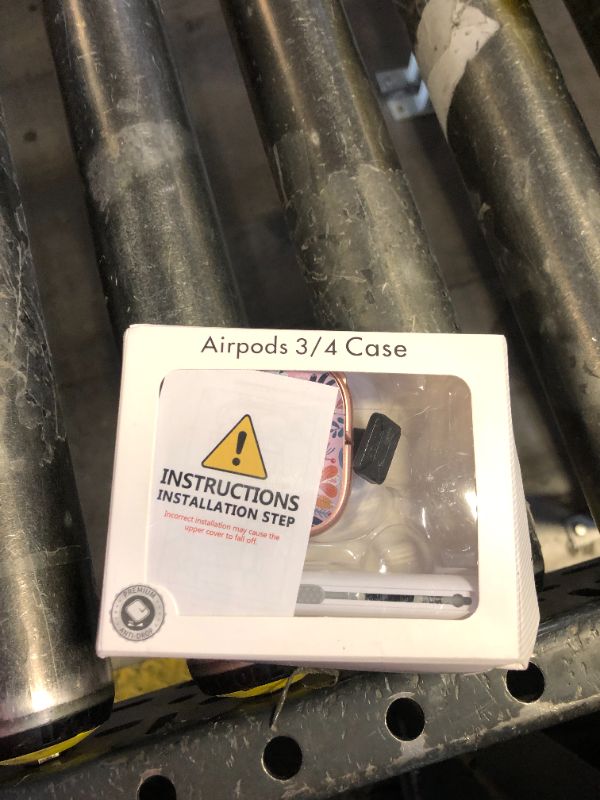 Airpods 3/4 Case
INSTRUCTIONS
INSTALLATION STEP
Incorrect installation may cause the
upper cover to fall off.
PREMIUM
ANTI-DROP